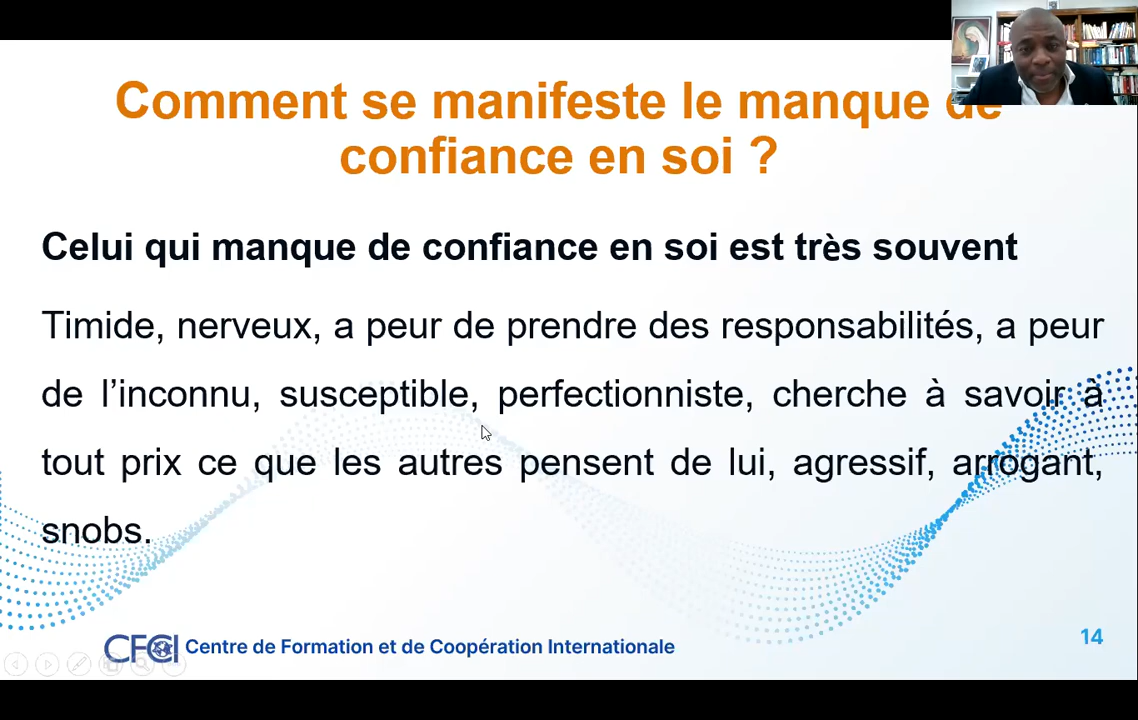 Comment se manifeste le manque de
confiance en soi ?
Celui qui manque de confiance en soi est très souvent
Timide, nerveux, a peur de prendre des responsabilités, a peur
de l’inconnu, susceptible, perfectionniste, cherche à savoir à
tout prix ce que les autres pensent de lui, agressif, arrogant,
snobs.
CFCI Centre de Formation et de Coopération Internationale
14